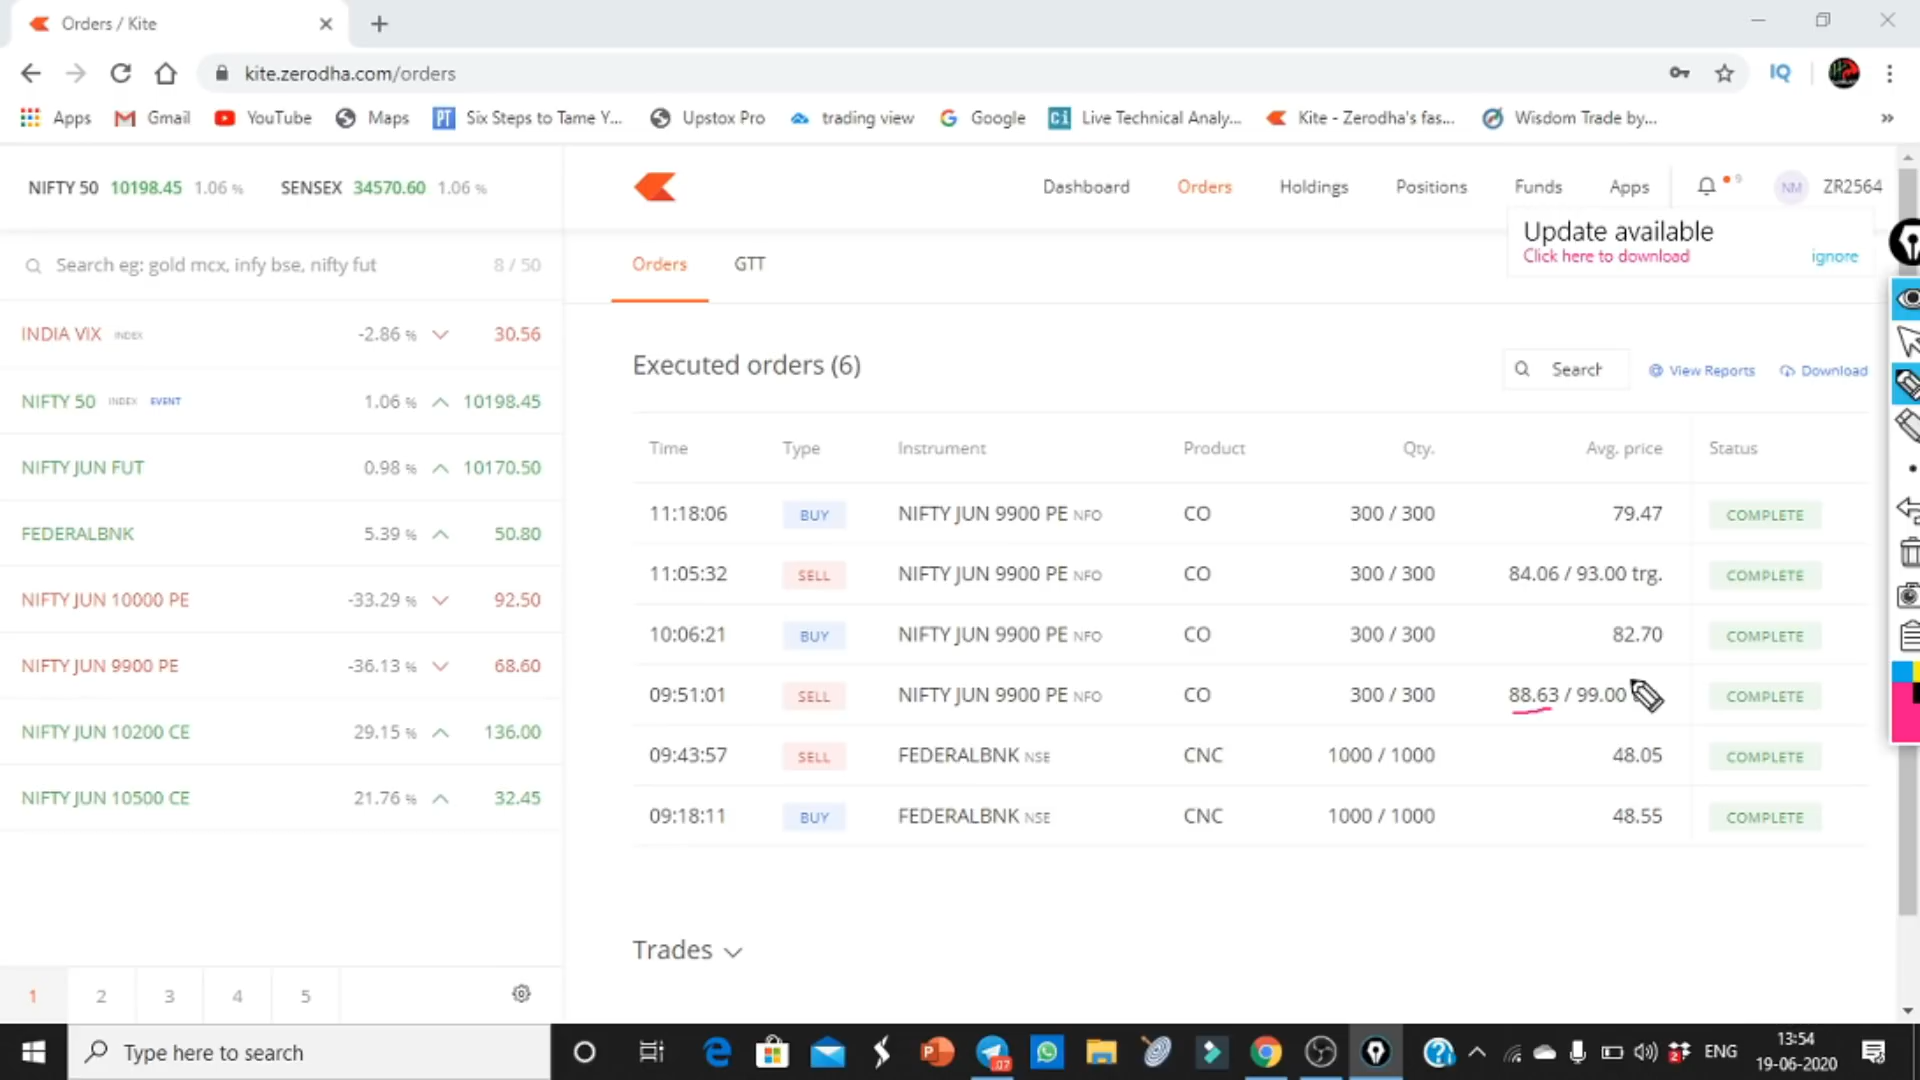 Orders / Kite
kite.zerodha.com/orders
IQ
Apps Gmail YouTube Maps PT Six Steps to Tame Y... Upstox Pro trading view Google Ci Live Technical Analy... Kite - Zerodha's fas... Wisdom Trade by... »
NIFTY 50 10198.45 1.06 % SENSEX 34570.60 1.06 %
Dashboard Orders Holdings Positions Funds Apps 9 NM ZR2564
Update available
Click here to download ignore
Search eg: gold mcx, infy bse, nifty fut 8 / 50
Orders GTT
INDIA VIX INDEX -2.86 % 30.56
NIFTY 50 INDEX EVENT 1.06 % 10198.45
NIFTY JUN FUT 0.98 % 10170.50
FEDERALBNK 5.39 % 50.80
NIFTY JUN 10000 PE -33.29 % 92.50
NIFTY JUN 9900 PE -36.13 % 68.60
NIFTY JUN 10200 CE 29.15 % 136.00
NIFTY JUN 10500 CE 21.76 % 32.45
1 2 3 4 5
Executed orders (6)
Search View Reports Download
Time Type Instrument Product Qty. Avg. price Status
11:18:06 BUY NIFTY JUN 9900 PE NFO CO 300 / 300 79.47 COMPLETE
11:05:32 SELL NIFTY JUN 9900 PE NFO CO 300 / 300 84.06 / 93.00 trg. COMPLETE
10:06:21 BUY NIFTY JUN 9900 PE NFO CO 300 / 300 82.70 COMPLETE
09:51:01 SELL NIFTY JUN 9900 PE NFO CO 300 / 300 88.63 / 99.00 COMPLETE
09:43:57 SELL FEDERALBNK NSE CNC 1000 / 1000 48.05 COMPLETE
09:18:11 BUY FEDERALBNK NSE CNC 1000 / 1000 48.55 COMPLETE
Trades
Type here to search
ENG
13:54
19-06-2020